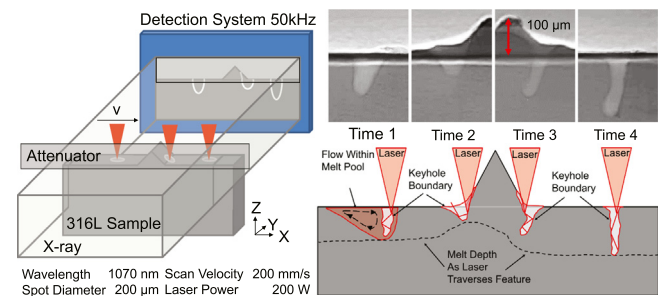 Detection System 50kHz
v
Attenuator
316L Sample
X-ray
Z
Y
X
Wavelength 1070 nm Scan Velocity 200 mm/s
Spot Diameter 200 µm Laser Power 200 W
100 µm
Time 1 Time 2 Time 3 Time 4
Flow Within
Melt Pool
Laser Laser Laser Laser
Keyhole
Boundary
Keyhole
Boundary
Melt Depth
As Laser
Traverses Feature